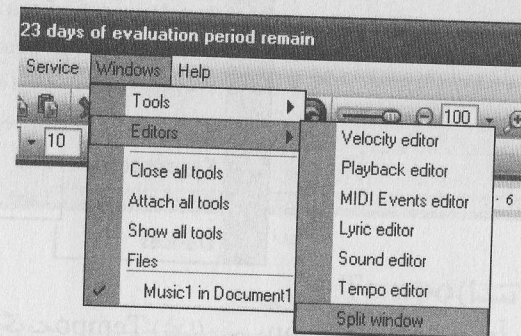 23 days of evaluation period remain
Service Windows Help
Tools
100
Editors
10
Velocity editor
Close all tools
Playback editor
Attach all tools
MIDI Events editor
6
Show all tools
Lyric editor
Files
Sound editor
Music1 in Document1
Tempo editor
Split window